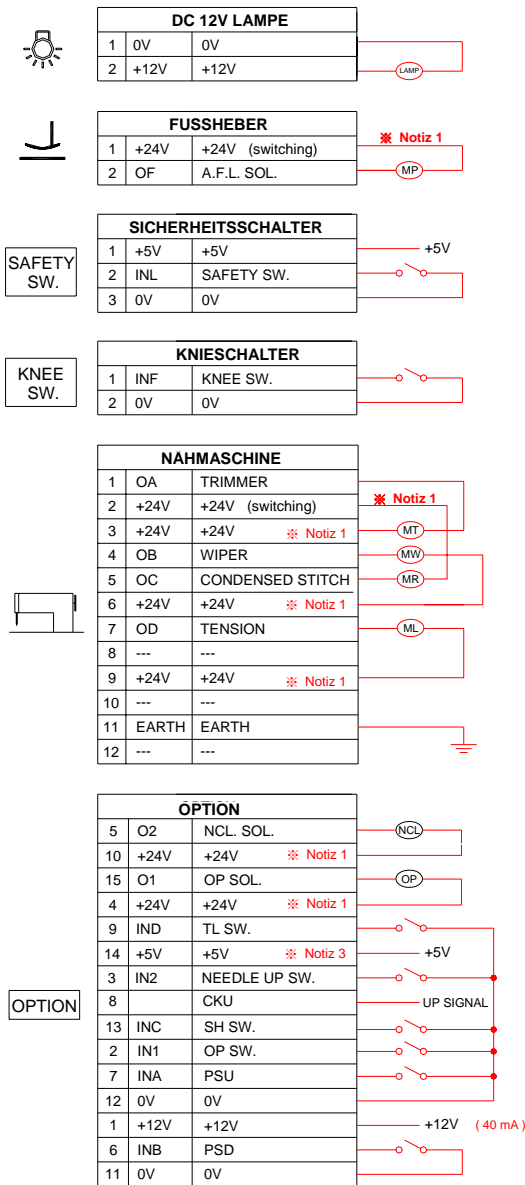 DC 12V LAMPE
1 0V 0V
2 +12V +12V LAMP
FUSSHEBER
※ Notiz 1
1 +24V +24V (switching)
2 OF A.F.L. SOL. MP
SAFETY SW.
SICHERHEITSSCHALTER
1 +5V +5V +5V
2 INL SAFETY SW.
3 0V 0V
KNEE SW.
KNIESCHALTER
1 INF KNEE SW.
2 0V 0V
NÄHMASCHINE
1 OA TRIMMER
2 +24V +24V (switching) ※ Notiz 1
3 +24V +24V ※ Notiz 1 MT
4 OB WIPER MW
5 OC CONDENSED STITCH MR
6 +24V +24V ※ Notiz 1
7 OD TENSION ML
8 --- ---
9 +24V +24V ※ Notiz 1
10 --- ---
11 EARTH EARTH
12 --- ---
OPTION
OPTION
5 O2 NCL. SOL. NCL
10 +24V +24V ※ Notiz 1
15 O1 OP SOL. OP
4 +24V +24V ※ Notiz 1
9 IND TL SW.
14 +5V +5V ※ Notiz 3 +5V
3 IN2 NEEDLE UP SW.
8 CKU UP SIGNAL
13 INC SH SW.
2 IN1 OP SW.
7 INA PSU
12 0V 0V
1 +12V +12V +12V ( 40 mA )
6 INB PSD
11 0V 0V